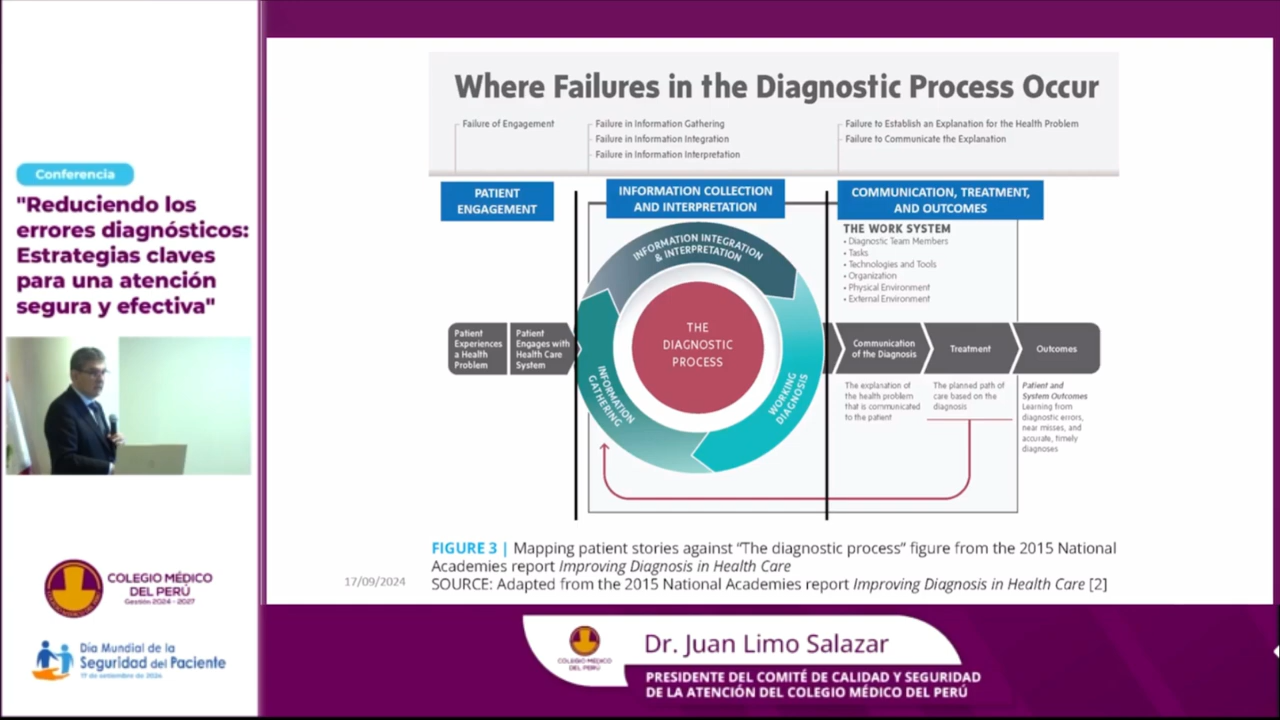 Conferencia
"Reduciendo los
errores diagnósticos:
Estrategias claves
para una atención
segura y efectiva"
COLEGIO MÉDICO
DEL PERÚ
Gestión 2024 - 2027
Día Mundial de la
Seguridad del Paciente
17 de setiembre de 2024
Where Failures in the Diagnostic Process Occur
Failure of Engagement
Failure in Information Gathering
Failure in Information Integration
Failure in Information Interpretation
Failure to Establish an Explanation for the Health Problem
Failure to Communicate the Explanation
PATIENT
ENGAGEMENT
INFORMATION COLLECTION
AND INTERPRETATION
COMMUNICATION, TREATMENT,
AND OUTCOMES
THE WORK SYSTEM
• Diagnostic Team Members
• Tasks
• Technologies and Tools
• Organization
• Physical Environment
• External Environment
INFORMATION INTEGRATION
& INTERPRETATION
INFORMATION
GATHERING
WORKING
DIAGNOSIS
THE
DIAGNOSTIC
PROCESS
Patient
Experiences
a Health
Problem
Patient
Engages with
Health Care
System
Communication
of the Diagnosis
Treatment
Outcomes
The explanation of
the health problem
that is communicated
to the patient
The planned path of
care based on the
diagnosis
Patient and
System Outcomes
Learning from
diagnostic errors,
near misses, and
accurate, timely
diagnoses
FIGURE 3 | Mapping patient stories against "The diagnostic process" figure from the 2015 National
Academies report Improving Diagnosis in Health Care
SOURCE: Adapted from the 2015 National Academies report Improving Diagnosis in Health Care [2]
17/09/2024
COLEGIO MÉDICO
DEL PERÚ
Dr. Juan Limo Salazar
PRESIDENTE DEL COMITÉ DE CALIDAD Y SEGURIDAD
DE LA ATENCIÓN DEL COLEGIO MÉDICO DEL PERÚ